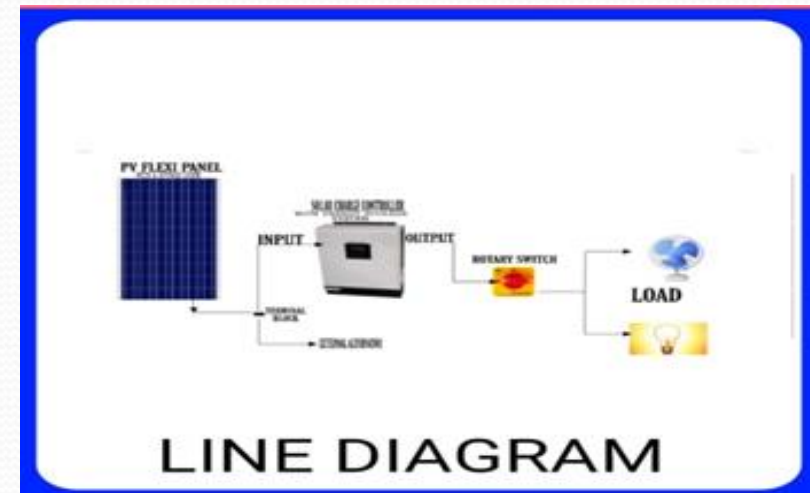 PV FLEXI PANEL
SOLAR CHARGE CONTROLLER
INPUT
OUTPUT
ROTARY SWITCH
TERMINAL
BLOCK
LOAD
LINE DIAGRAM